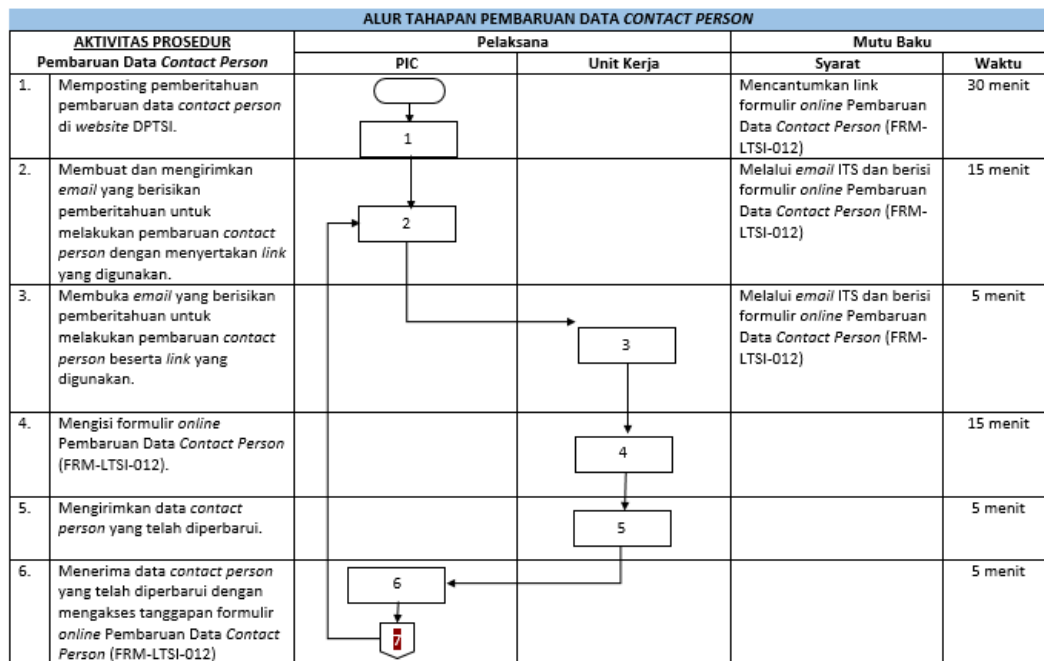 ALUR TAHAPAN PEMBARUAN DATA CONTACT PERSON
AKTIVITAS PROSEDUR
Pembaruan Data Contact Person
Pelaksana
Mutu Baku
PIC
Unit Kerja
Syarat
Waktu
1.
Memposting pemberitahuan
pembaruan data contact person
di website DPTSI.
1
Mencantumkan link
formulir online Pembaruan
Data Contact Person (FRM-
LTSI-012)
30 menit
2.
Membuat dan mengirimkan
email yang berisikan
pemberitahuan untuk
melakukan pembaruan contact
person dengan menyertakan link
yang digunakan.
2
Melalui email ITS dan berisi
formulir online Pembaruan
Data Contact Person (FRM-
LTSI-012)
15 menit
3.
Membuka email yang berisikan
pemberitahuan untuk
melakukan pembaruan contact
person beserta link yang
digunakan.
3
Melalui email ITS dan berisi
formulir online Pembaruan
Data Contact Person (FRM-
LTSI-012)
5 menit
4.
Mengisi formulir online
Pembaruan Data Contact Person
(FRM-LTSI-012).
4
15 menit
5.
Mengirimkan data contact
person yang telah diperbarui.
5
5 menit
6.
Menerima data contact person
yang telah diperbarui dengan
mengakses tanggapan formulir
online Pembaruan Data Contact
Person (FRM-LTSI-012)
6
7
5 menit